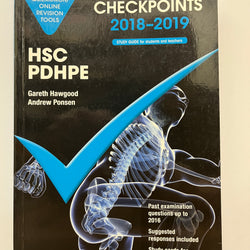 ONLINE
REVISION
TOOLS
CHECKPOINTS
2018–2019
STUDY GUIDE for students and teachers
HSC
PDHPE
Gareth Hawgood
Andrew Ponsen
Past examination
questions up to
2016
Suggested
responses included